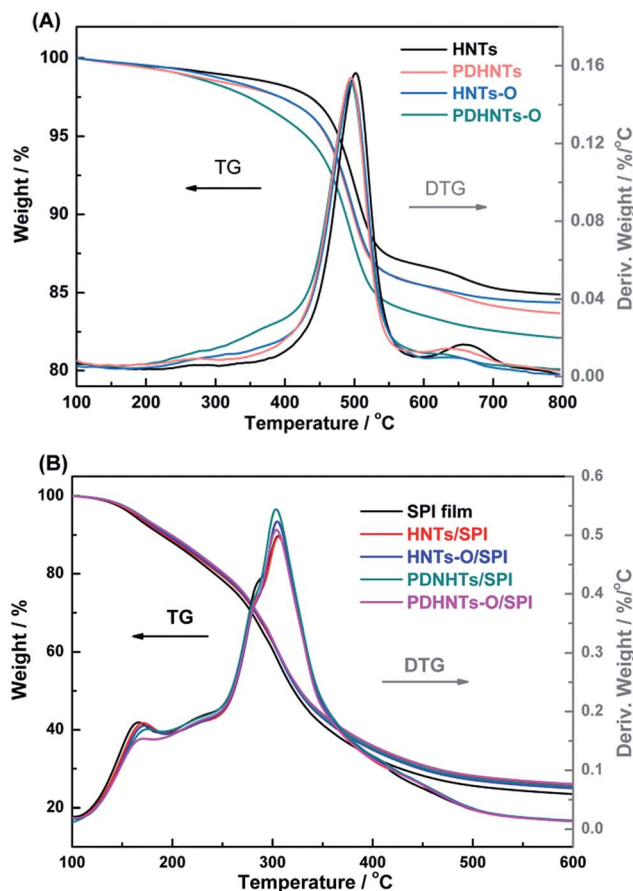 (A)
100
95
90
85
80
Weight / %
HNTs
PDHNTs
HNTs-O
PDHNTs-O
TG
DTG
0.16
0.12
0.08
0.04
0.00
Deriv. Weight / %/°C
100 200 300 400 500 600 700 800
Temperature / °C
(B)
100
80
60
40
20
Weight / %
SPI film
HNTs/SPI
HNTs-O/SPI
PDNHTs/SPI
PDHNTs-O/SPI
TG
DTG
0.6
0.5
0.4
0.3
0.2
0.1
0.0
Deriv. Weight / %/°C
100 200 300 400 500 600
Temperature / °C